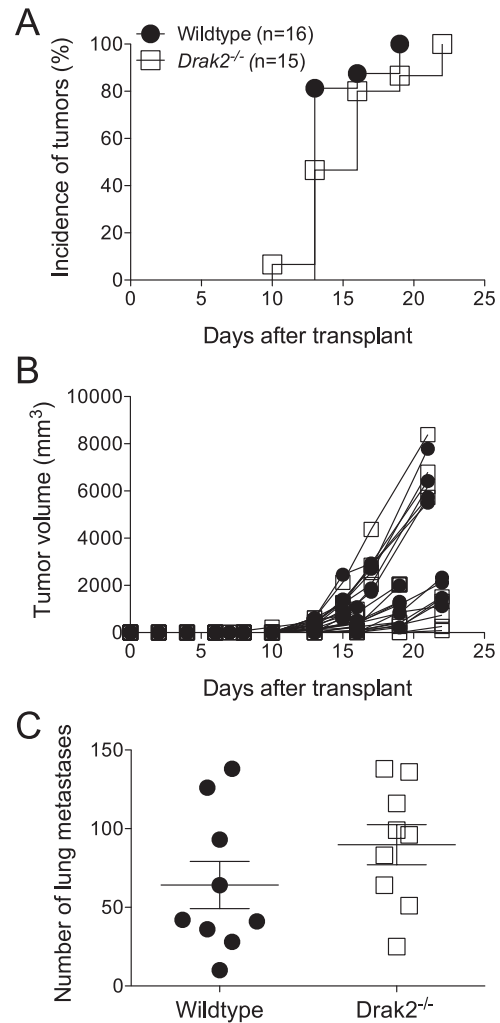 A
Wildtype (n=16)
Drak2-/- (n=15)
Incidence of tumors (%)
100
80
60
40
20
0
0 5 10 15 20 25
Days after transplant
B
Tumor volume (mm3)
10000
8000
6000
4000
2000
0
0 5 10 15 20 25
Days after transplant
C
Number of lung metastases
150
100
50
0
Wildtype Drak2-/-